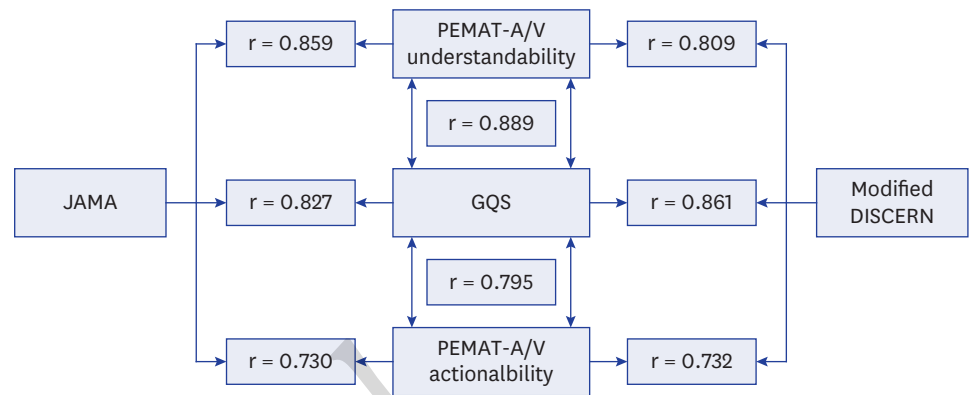 PEMAT-A/V
understandability
r = 0.859
r = 0.809
r = 0.889
JAMA
r = 0.827
GQS
r = 0.861
Modified
DISCERN
r = 0.795
r = 0.730
PEMAT-A/V
actionalbility
r = 0.732